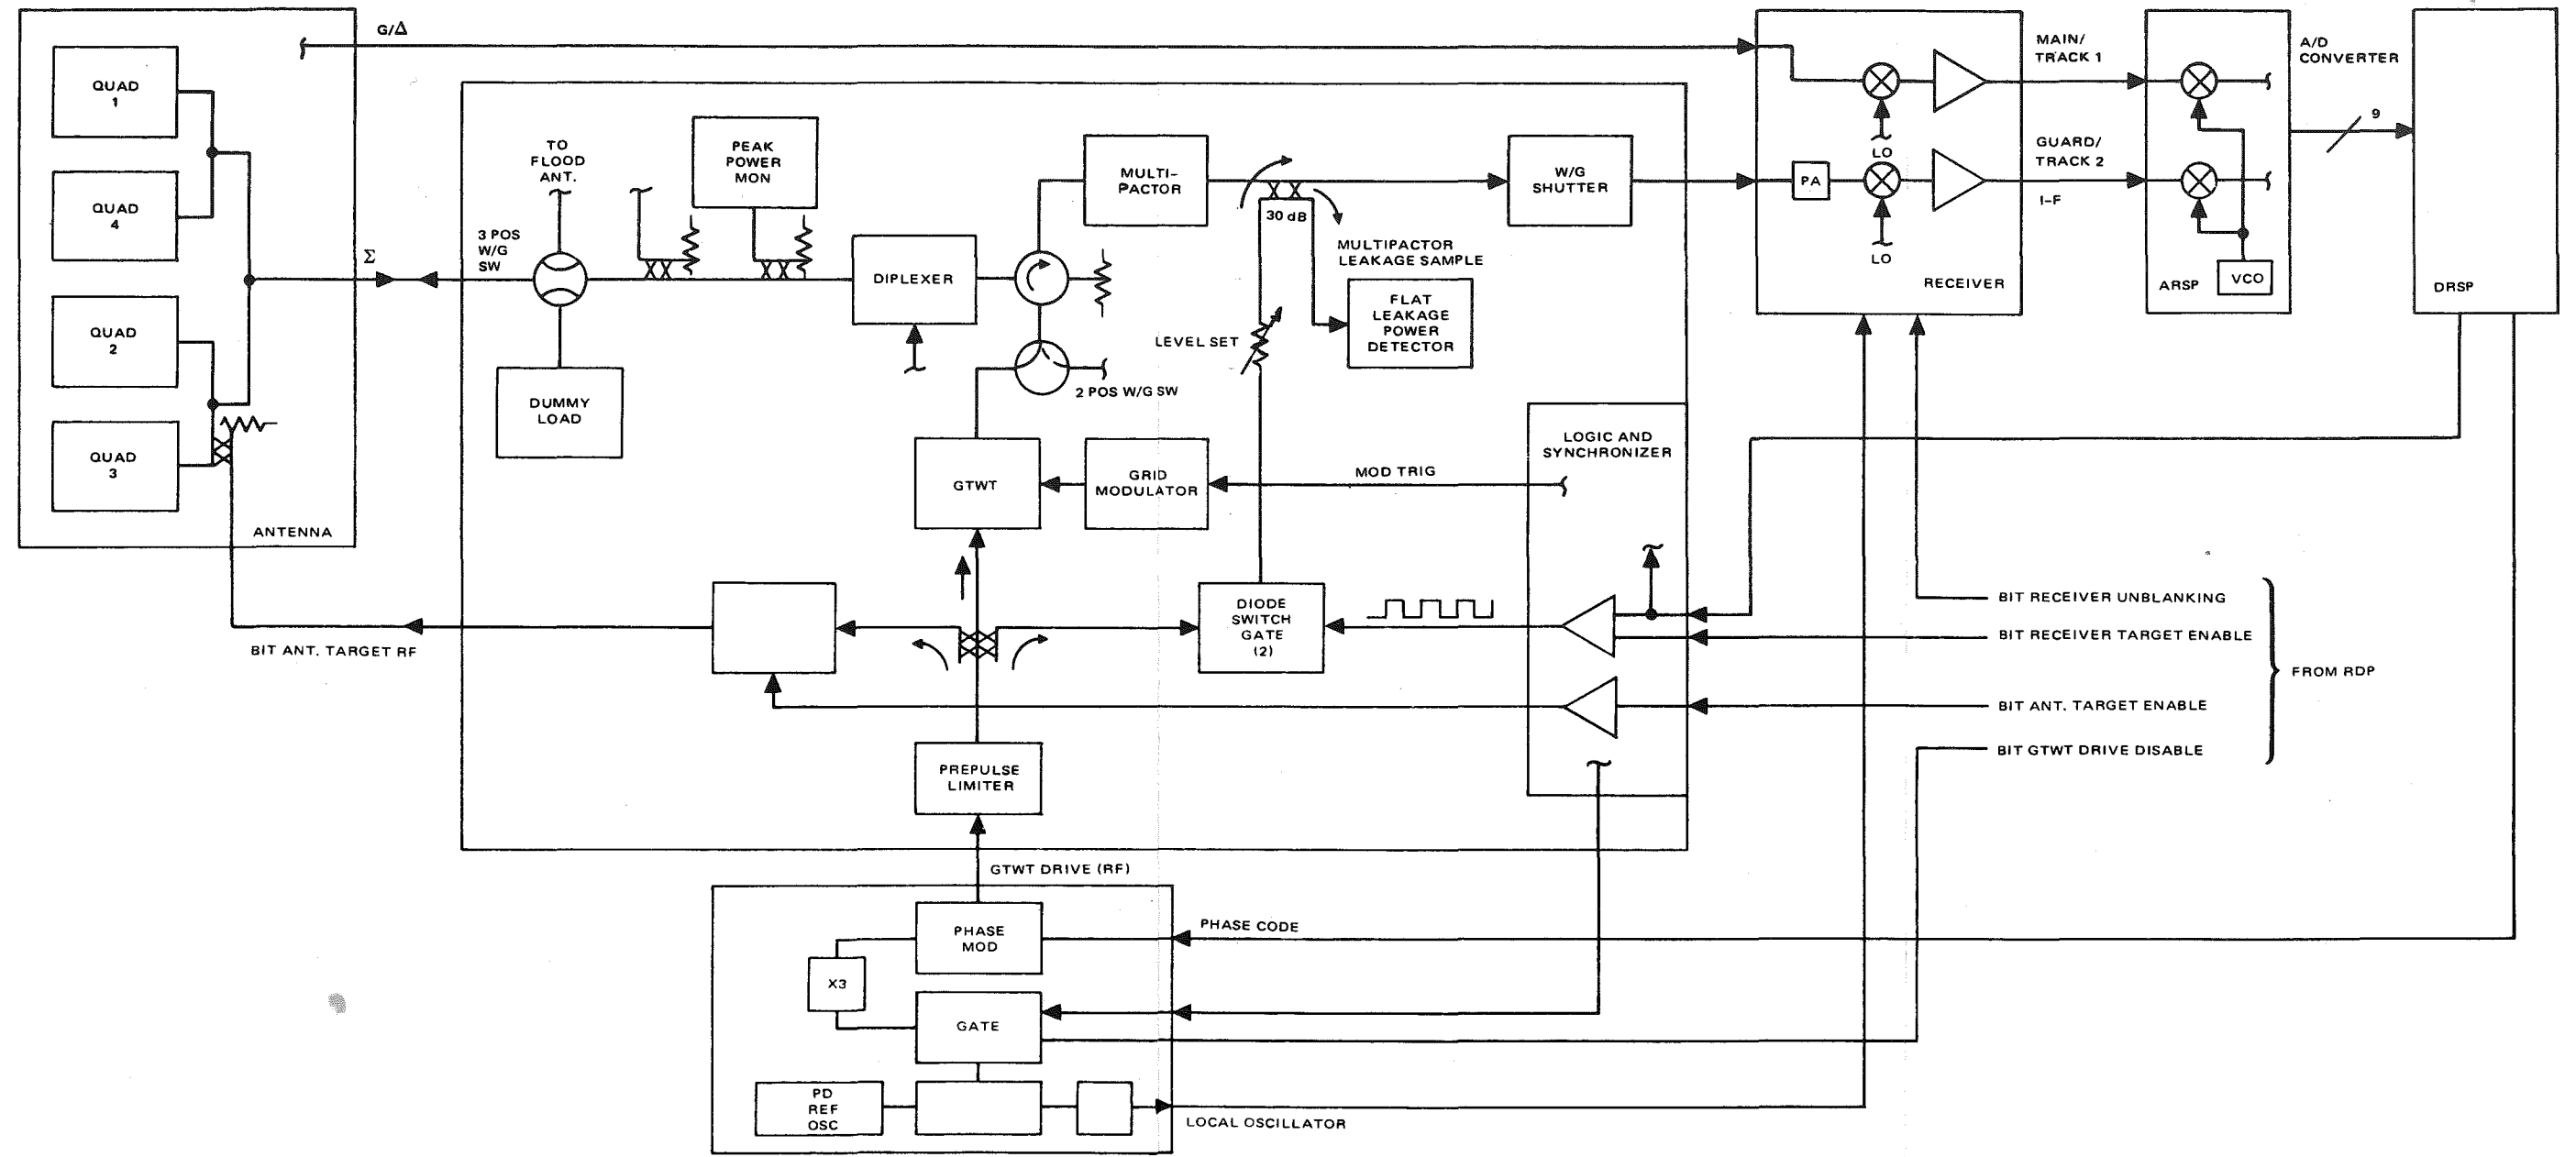 G/Δ
QUAD
1
QUAD
4
QUAD
2
QUAD
3
ANTENNA
Σ
3 POS
W/G
SW
TO
FLOOD
ANT.
PEAK
POWER
MON
DUMMY
LOAD
DIPLEXER
MULTI-
PACTOR
30 dB
MULTIPACTOR
LEAKAGE SAMPLE
FLAT
LEAKAGE
POWER
DETECTOR
LEVEL SET
2 POS W/G SW
W/G
SHUTTER
GTWT
GRID
MODULATOR
MOD TRIG
LOGIC AND
SYNCHRONIZER
DIODE
SWITCH
GATE
(2)
BIT ANT. TARGET RF
PREPULSE
LIMITER
GTWT DRIVE (RF)
PHASE
MOD
PHASE CODE
X3
GATE
PD
REF
OSC
LOCAL OSCILLATOR
LO
PA
LO
RECEIVER
MAIN/
TRACK 1
GUARD/
TRACK 2
I-F
ARSP
VCO
A/D
CONVERTER
9
DRSP
BIT RECEIVER UNBLANKING
BIT RECEIVER TARGET ENABLE
BIT ANT. TARGET ENABLE
BIT GTWT DRIVE DISABLE
FROM RDP